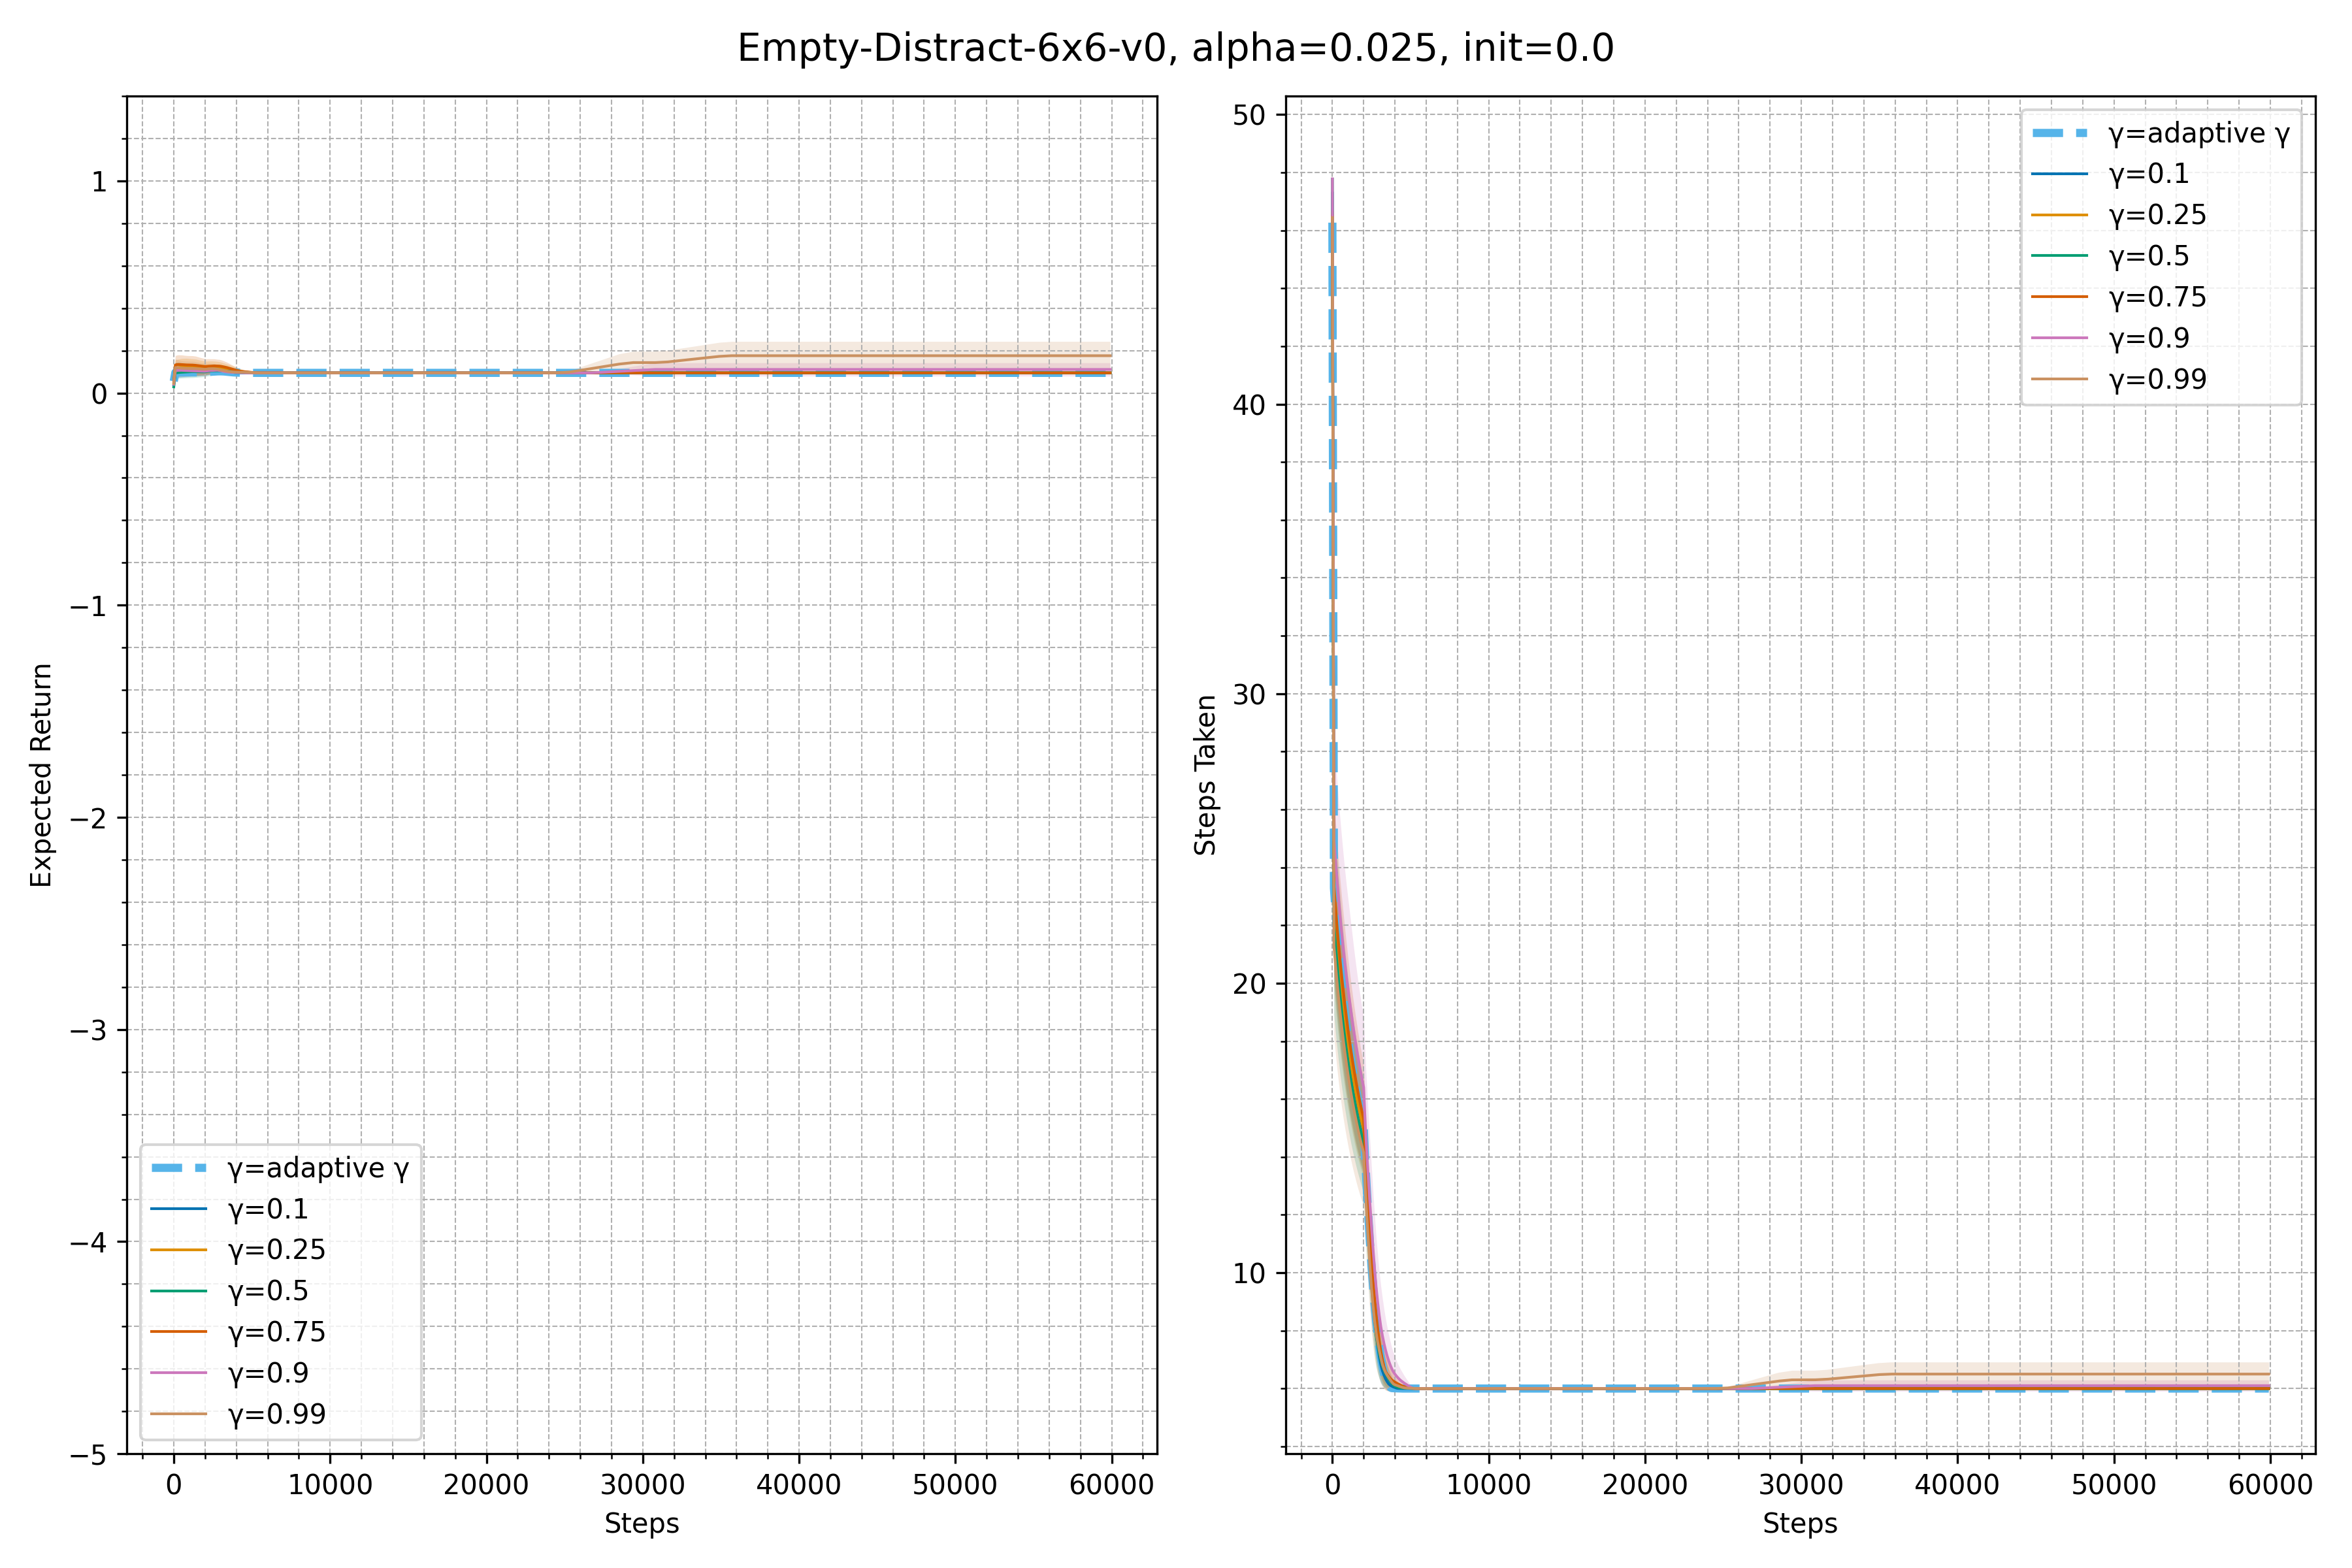 Empty-Distract-6x6-v0, alpha=0.025, init=0.0
Expected Return
1
0
−1
−2
−3
−4
−5
γ=adaptive γ
γ=0.1
γ=0.25
γ=0.5
γ=0.75
γ=0.9
γ=0.99
0 10000 20000 30000 40000 50000 60000
Steps
Steps Taken
50
40
30
20
10
γ=adaptive γ
γ=0.1
γ=0.25
γ=0.5
γ=0.75
γ=0.9
γ=0.99
0 10000 20000 30000 40000 50000 60000
Steps